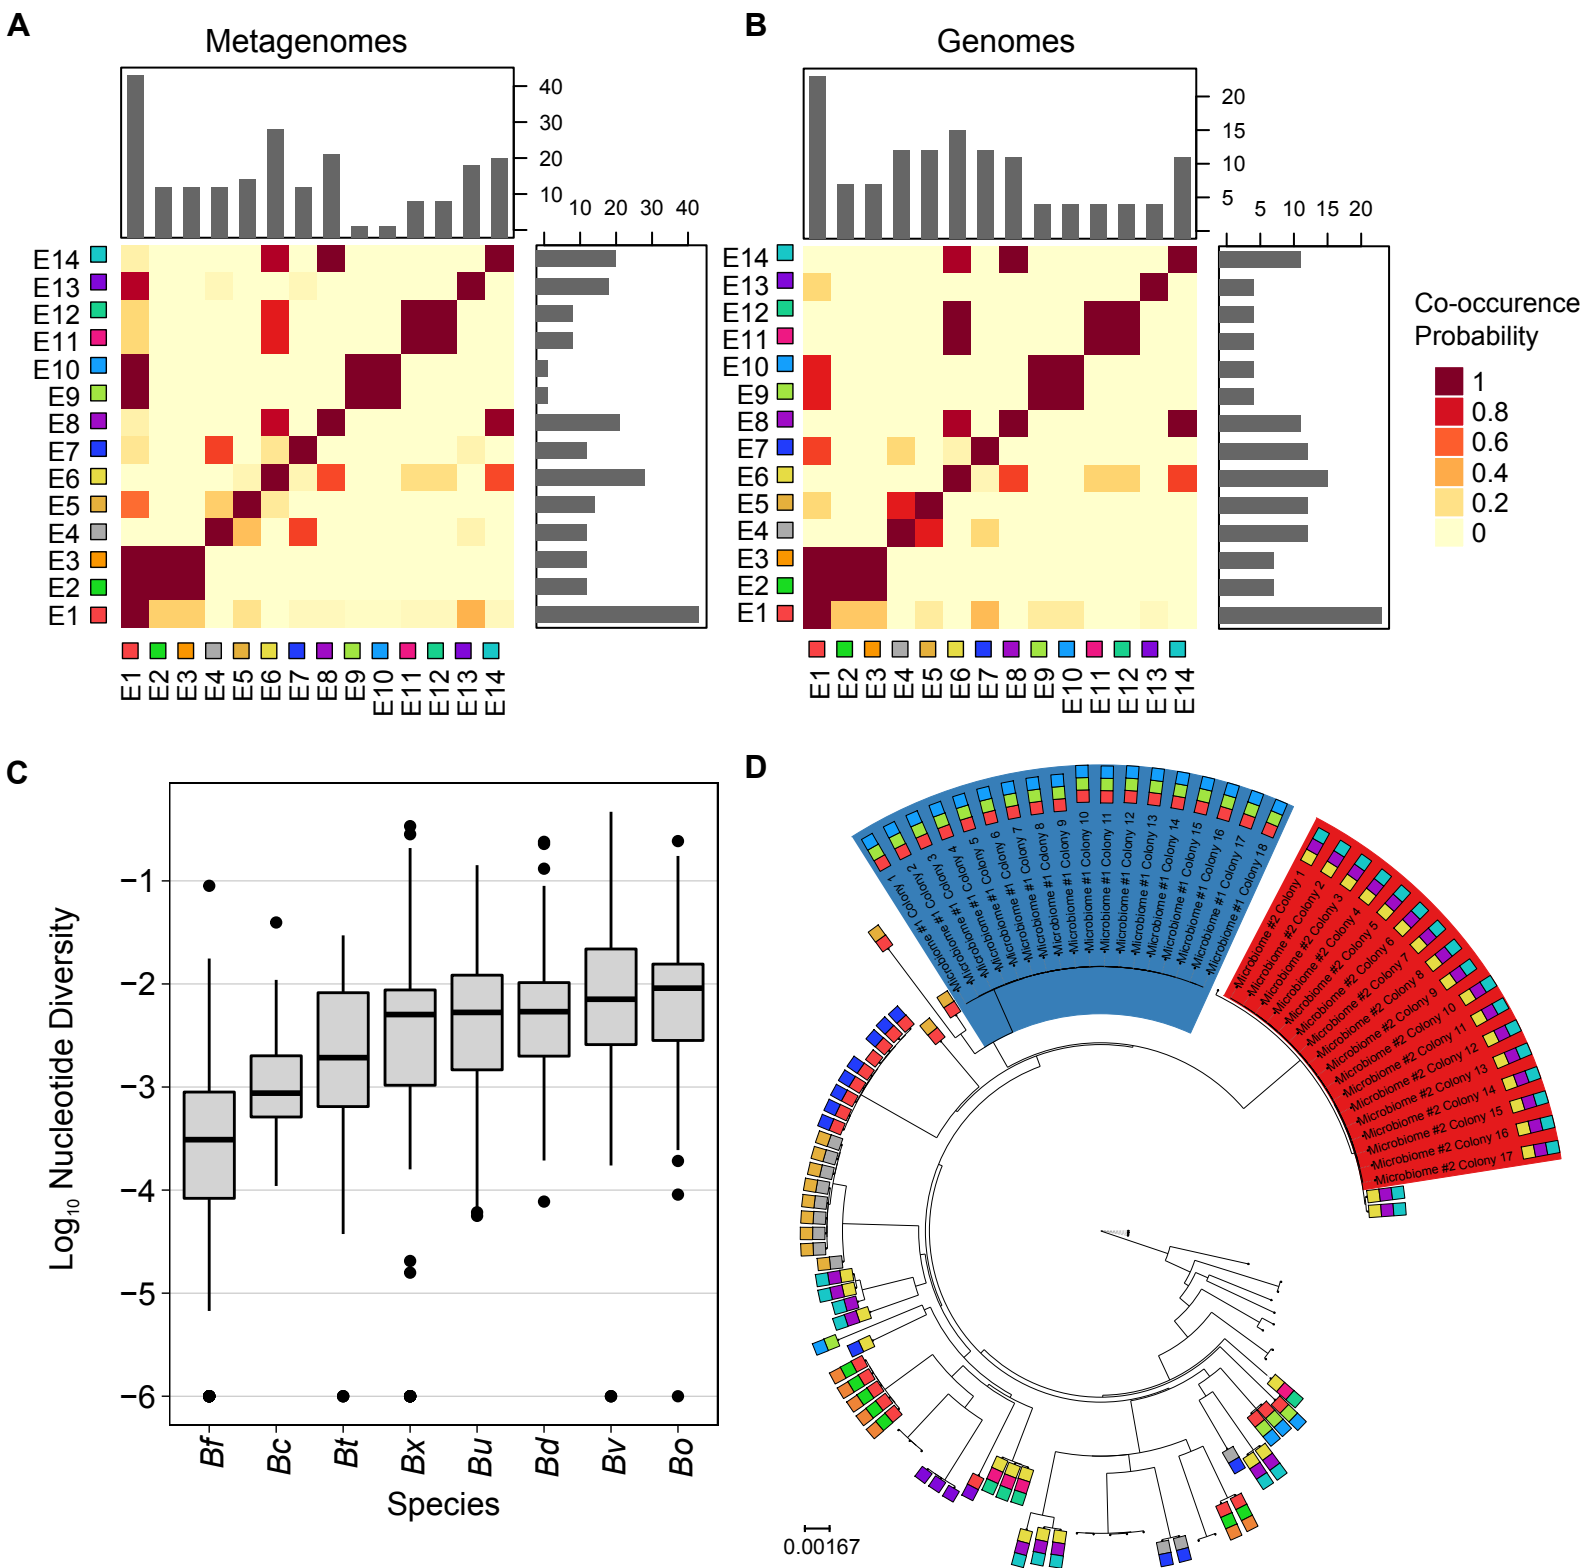 A
Metagenomes
40
30
20
10
10 20 30 40
E14
E13
E12
E11
E10
E9
E8
E7
E6
E5
E4
E3
E2
E1
E1 E2 E3 E4 E5 E6 E7 E8 E9 E10 E11 E12 E13 E14
B
Genomes
20
15
10
5
5 10 15 20
E14
E13
E12
E11
E10
E9
E8
E7
E6
E5
E4
E3
E2
E1
E1 E2 E3 E4 E5 E6 E7 E8 E9 E10 E11 E12 E13 E14
Co-occurence
Probability
1
0.8
0.6
0.4
0.2
0
C
Log10 Nucleotide Diversity
−1
−2
−3
−4
−5
−6
Bf Bc Bt Bx Bu Bd Bv Bo
Species
D
Microbiome #1 Colony 1
Microbiome #1 Colony 2
Microbiome #1 Colony 3
Microbiome #1 Colony 4
Microbiome #1 Colony 5
Microbiome #1 Colony 6
Microbiome #1 Colony 7
Microbiome #1 Colony 8
Microbiome #1 Colony 9
Microbiome #1 Colony 10
Microbiome #1 Colony 11
Microbiome #1 Colony 12
Microbiome #1 Colony 13
Microbiome #1 Colony 14
Microbiome #1 Colony 15
Microbiome #1 Colony 16
Microbiome #1 Colony 17
Microbiome #1 Colony 18
Microbiome #2 Colony 1
Microbiome #2 Colony 2
Microbiome #2 Colony 3
Microbiome #2 Colony 4
Microbiome #2 Colony 5
Microbiome #2 Colony 6
Microbiome #2 Colony 7
Microbiome #2 Colony 8
Microbiome #2 Colony 9
Microbiome #2 Colony 10
Microbiome #2 Colony 11
Microbiome #2 Colony 12
Microbiome #2 Colony 13
Microbiome #2 Colony 14
Microbiome #2 Colony 15
Microbiome #2 Colony 16
Microbiome #2 Colony 17
0.00167